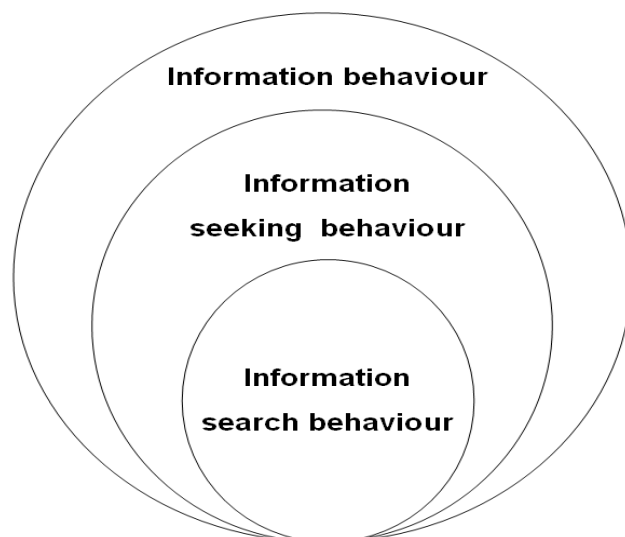 Information behaviour
Information
seeking behaviour
Information
search behaviour